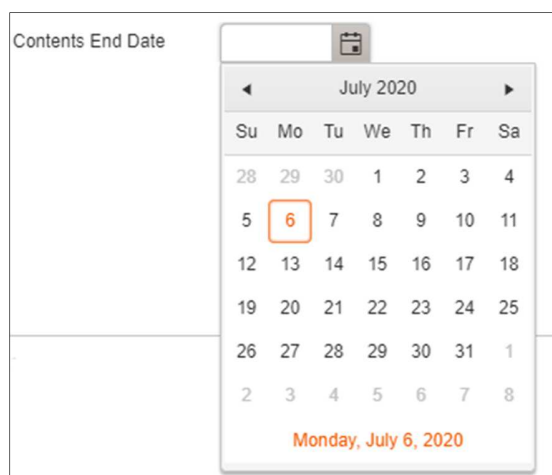 Contents End Date
July 2020
Su Mo Tu We Th Fr Sa
28 29 30 1 2 3 4
5 6 7 8 9 10 11
12 13 14 15 16 17 18
19 20 21 22 23 24 25
26 27 28 29 30 31 1
2 3 4 5 6 7 8
Monday, July 6, 2020